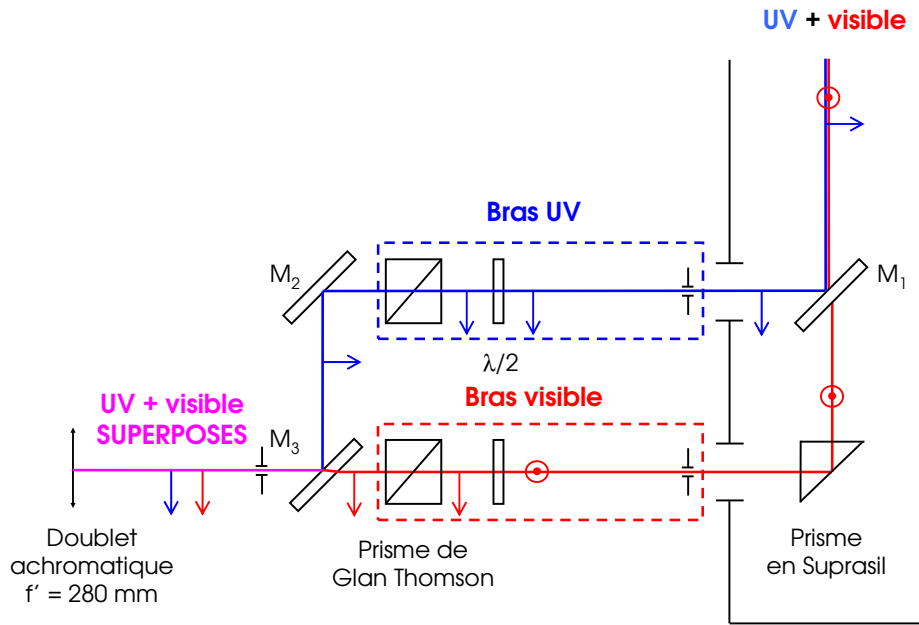 UV + visible
Bras UV
M1
M2
λ/2
Bras visible
UV + visible
SUPERPOSES
M3
Doublet
achromatique
f' = 280 mm
Prisme de
Glan Thomson
Prisme
en Suprasil